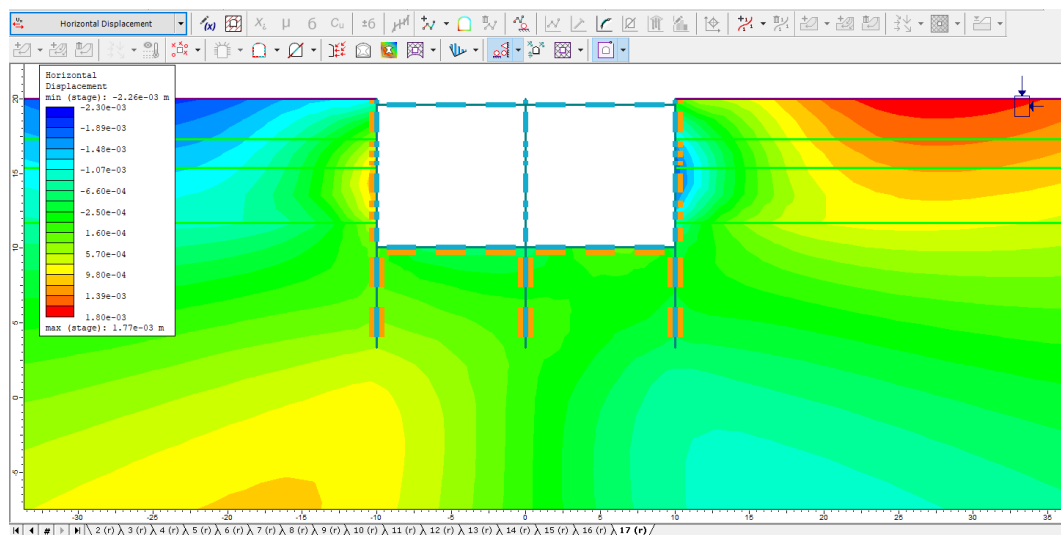 Horizontal Displacement
f(x)
X_L
μ
σ
C_u
±σ
Horizontal
Displacement
min (stage): -2.26e-03 m
-2.30e-03
-1.89e-03
-1.48e-03
-1.07e-03
-6.60e-04
-2.50e-04
1.60e-04
5.70e-04
9.80e-04
1.39e-03
1.80e-03
max (stage): 1.77e-03 m
20
15
10
5
0
-5
-30 -25 -20 -15 -10 -5 0 5 10 15 20 25 30 35
# 2 (r) 3 (r) 4 (r) 5 (r) 6 (r) 7 (r) 8 (r) 9 (r) 10 (r) 11 (r) 12 (r) 13 (r) 14 (r) 15 (r) 16 (r) 17 (r)